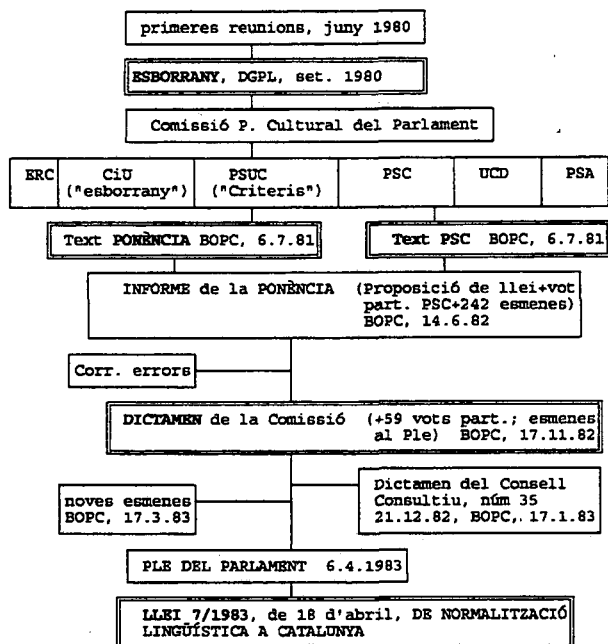 primeres reunions, juny 1980
ESBORRANY, DGPL, set. 1980
Comissió P. Cultural del Parlament
ERC
CiU
("esborrany")
PSUC
("Criteris")
PSC
UCD
PSA
Text PONÈNCIA BOPC, 6.7.81
Text PSC BOPC, 6.7.81
INFORME de la PONÈNCIA (Proposició de llei+vot
part. PSC+242 esmenes)
BOPC, 14.6.82
Corr. errors
DICTAMEN de la Comissió (+59 vots part.; esmenes
al Ple) BOPC, 17.11.82
noves esmenes
BOPC, 17.3.83
Dictamen del Consell
Consultiu, núm 35
21.12.82, BOPC, 17.1.83
PLE DEL PARLAMENT 6.4.1983
LLEI 7/1983, de 18 d'abril, DE NORMALITZACIÓ
LINGÜÍSTICA A CATALUNYA